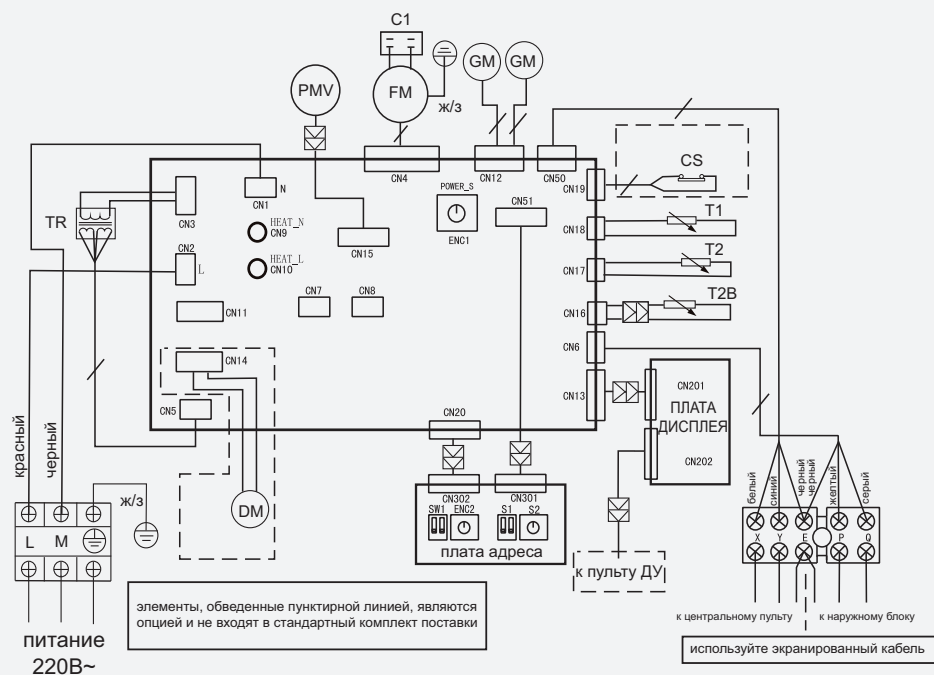 C1
PMV
FM
ж/з
GM
GM
CN4
CN12
CN50
CN19
CS
TR
CN3
CN1
N
HEAT_N
CN9
HEAT_L
CN10
CN15
POWER_S
ENC1
CN51
CN18
T1
CN2
L
CN17
T2
CN16
T2B
CN11
CN7
CN8
CN6
CN14
CN5
CN13
CN201
ПЛАТА
ДИСПЛЕЯ
CN202
CN20
красный
черный
ж/з
L
M
DM
CN302
CN301
SW1
ENC2
S1
S2
плата адреса
к пульту ДУ
белый
синий
черный
черный
желтый
серый
X
Y
E
P
Q
к центральному пульту
к наружному блоку
используйте экранированный кабель
элементы, обведенные пунктирной линией, являются
опцией и не входят в стандартный комплект поставки
питание
220В~